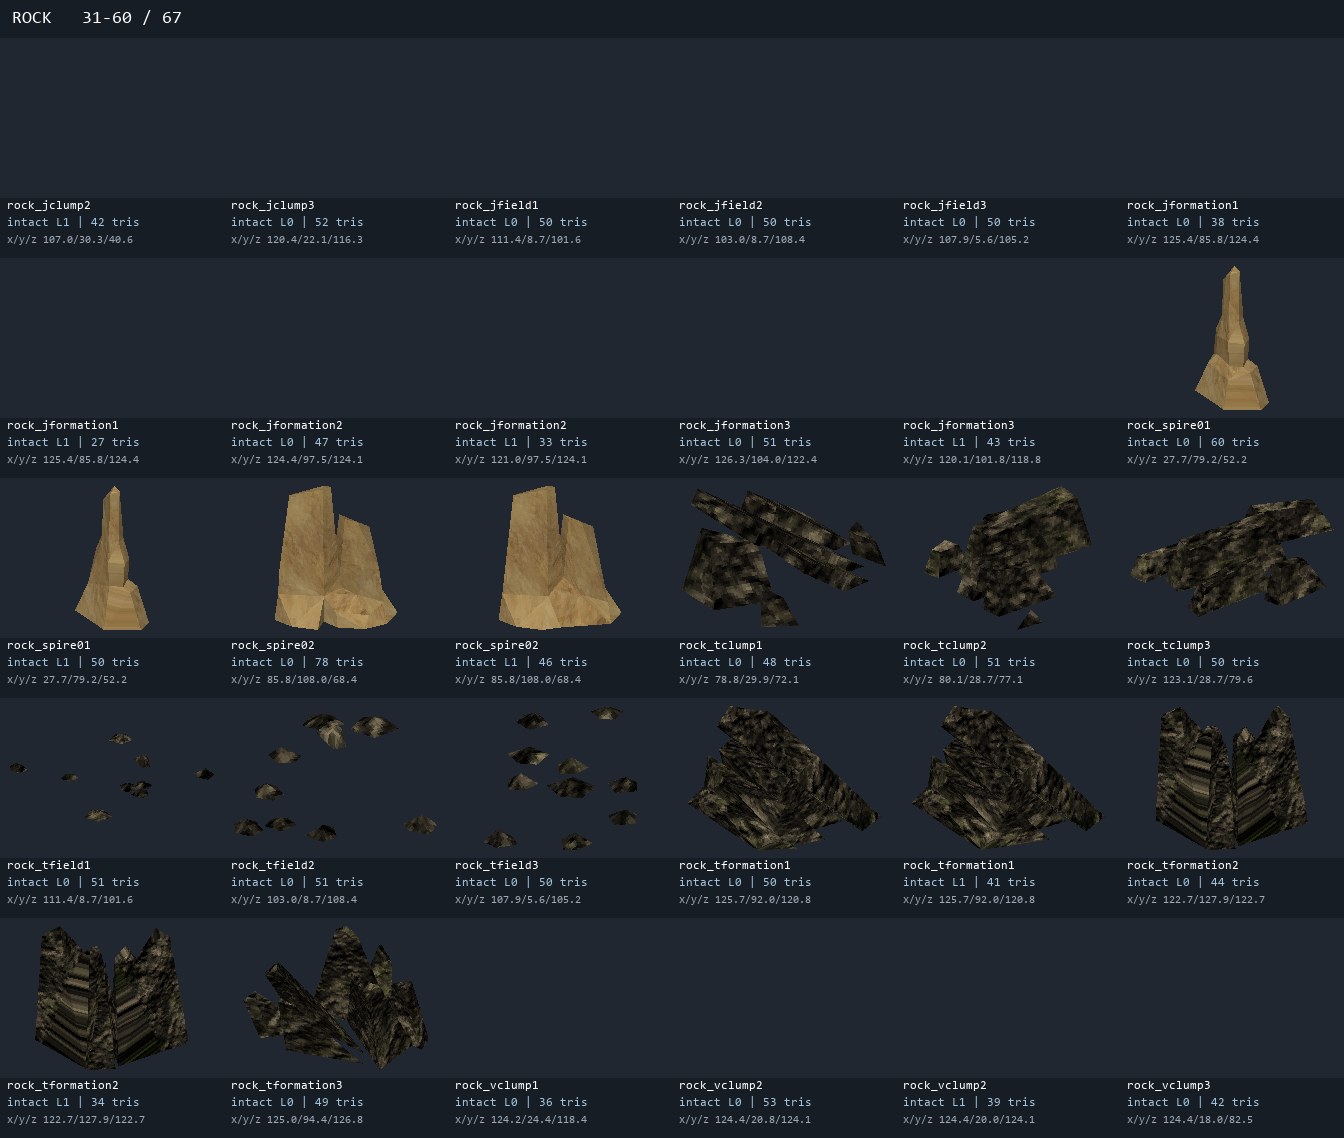 ROCK 31-60 / 67
rock_jclump2 rock_jclump3 rock_jfield1 rock_jfield2 rock_jfield3 rock_jformation1
intact L1 | 42 tris intact L0 | 52 tris intact L0 | 50 tris intact L0 | 50 tris intact L0 | 50 tris intact L0 | 38 tris
x/y/z 107.0/30.3/40.6 x/y/z 120.4/22.1/116.3 x/y/z 111.4/8.7/101.6 x/y/z 103.0/8.7/108.4 x/y/z 107.9/5.6/105.2 x/y/z 125.4/85.8/124.4
rock_jformation1 rock_jformation2 rock_jformation2 rock_jformation3 rock_jformation3 rock_spire01
intact L1 | 27 tris intact L0 | 47 tris intact L1 | 33 tris intact L0 | 51 tris intact L1 | 43 tris intact L0 | 60 tris
x/y/z 125.4/85.8/124.4 x/y/z 124.4/97.5/124.1 x/y/z 121.0/97.5/124.1 x/y/z 126.3/104.0/122.4 x/y/z 120.1/101.8/118.8 x/y/z 27.7/79.2/52.2
rock_spire01 rock_spire02 rock_spire02 rock_tclump1 rock_tclump2 rock_tclump3
intact L1 | 50 tris intact L0 | 78 tris intact L1 | 46 tris intact L0 | 48 tris intact L0 | 51 tris intact L0 | 50 tris
x/y/z 27.7/79.2/52.2 x/y/z 85.8/108.0/68.4 x/y/z 85.8/108.0/68.4 x/y/z 78.8/29.9/72.1 x/y/z 80.1/28.7/77.1 x/y/z 123.1/28.7/79.6
rock_tfield1 rock_tfield2 rock_tfield3 rock_tformation1 rock_tformation1 rock_tformation2
intact L0 | 51 tris intact L0 | 51 tris intact L0 | 50 tris intact L0 | 50 tris intact L1 | 41 tris intact L0 | 44 tris
x/y/z 111.4/8.7/101.6 x/y/z 103.0/8.7/108.4 x/y/z 107.9/5.6/105.2 x/y/z 125.7/92.0/120.8 x/y/z 125.7/92.0/120.8 x/y/z 122.7/127.9/122.7
rock_tformation2 rock_tformation3 rock_vclump1 rock_vclump2 rock_vclump2 rock_vclump3
intact L1 | 34 tris intact L0 | 49 tris intact L0 | 36 tris intact L0 | 53 tris intact L1 | 39 tris intact L0 | 42 tris
x/y/z 122.7/127.9/122.7 x/y/z 125.0/94.4/126.8 x/y/z 124.2/24.4/118.4 x/y/z 124.4/20.8/124.1 x/y/z 124.4/20.0/124.1 x/y/z 124.4/18.0/82.5